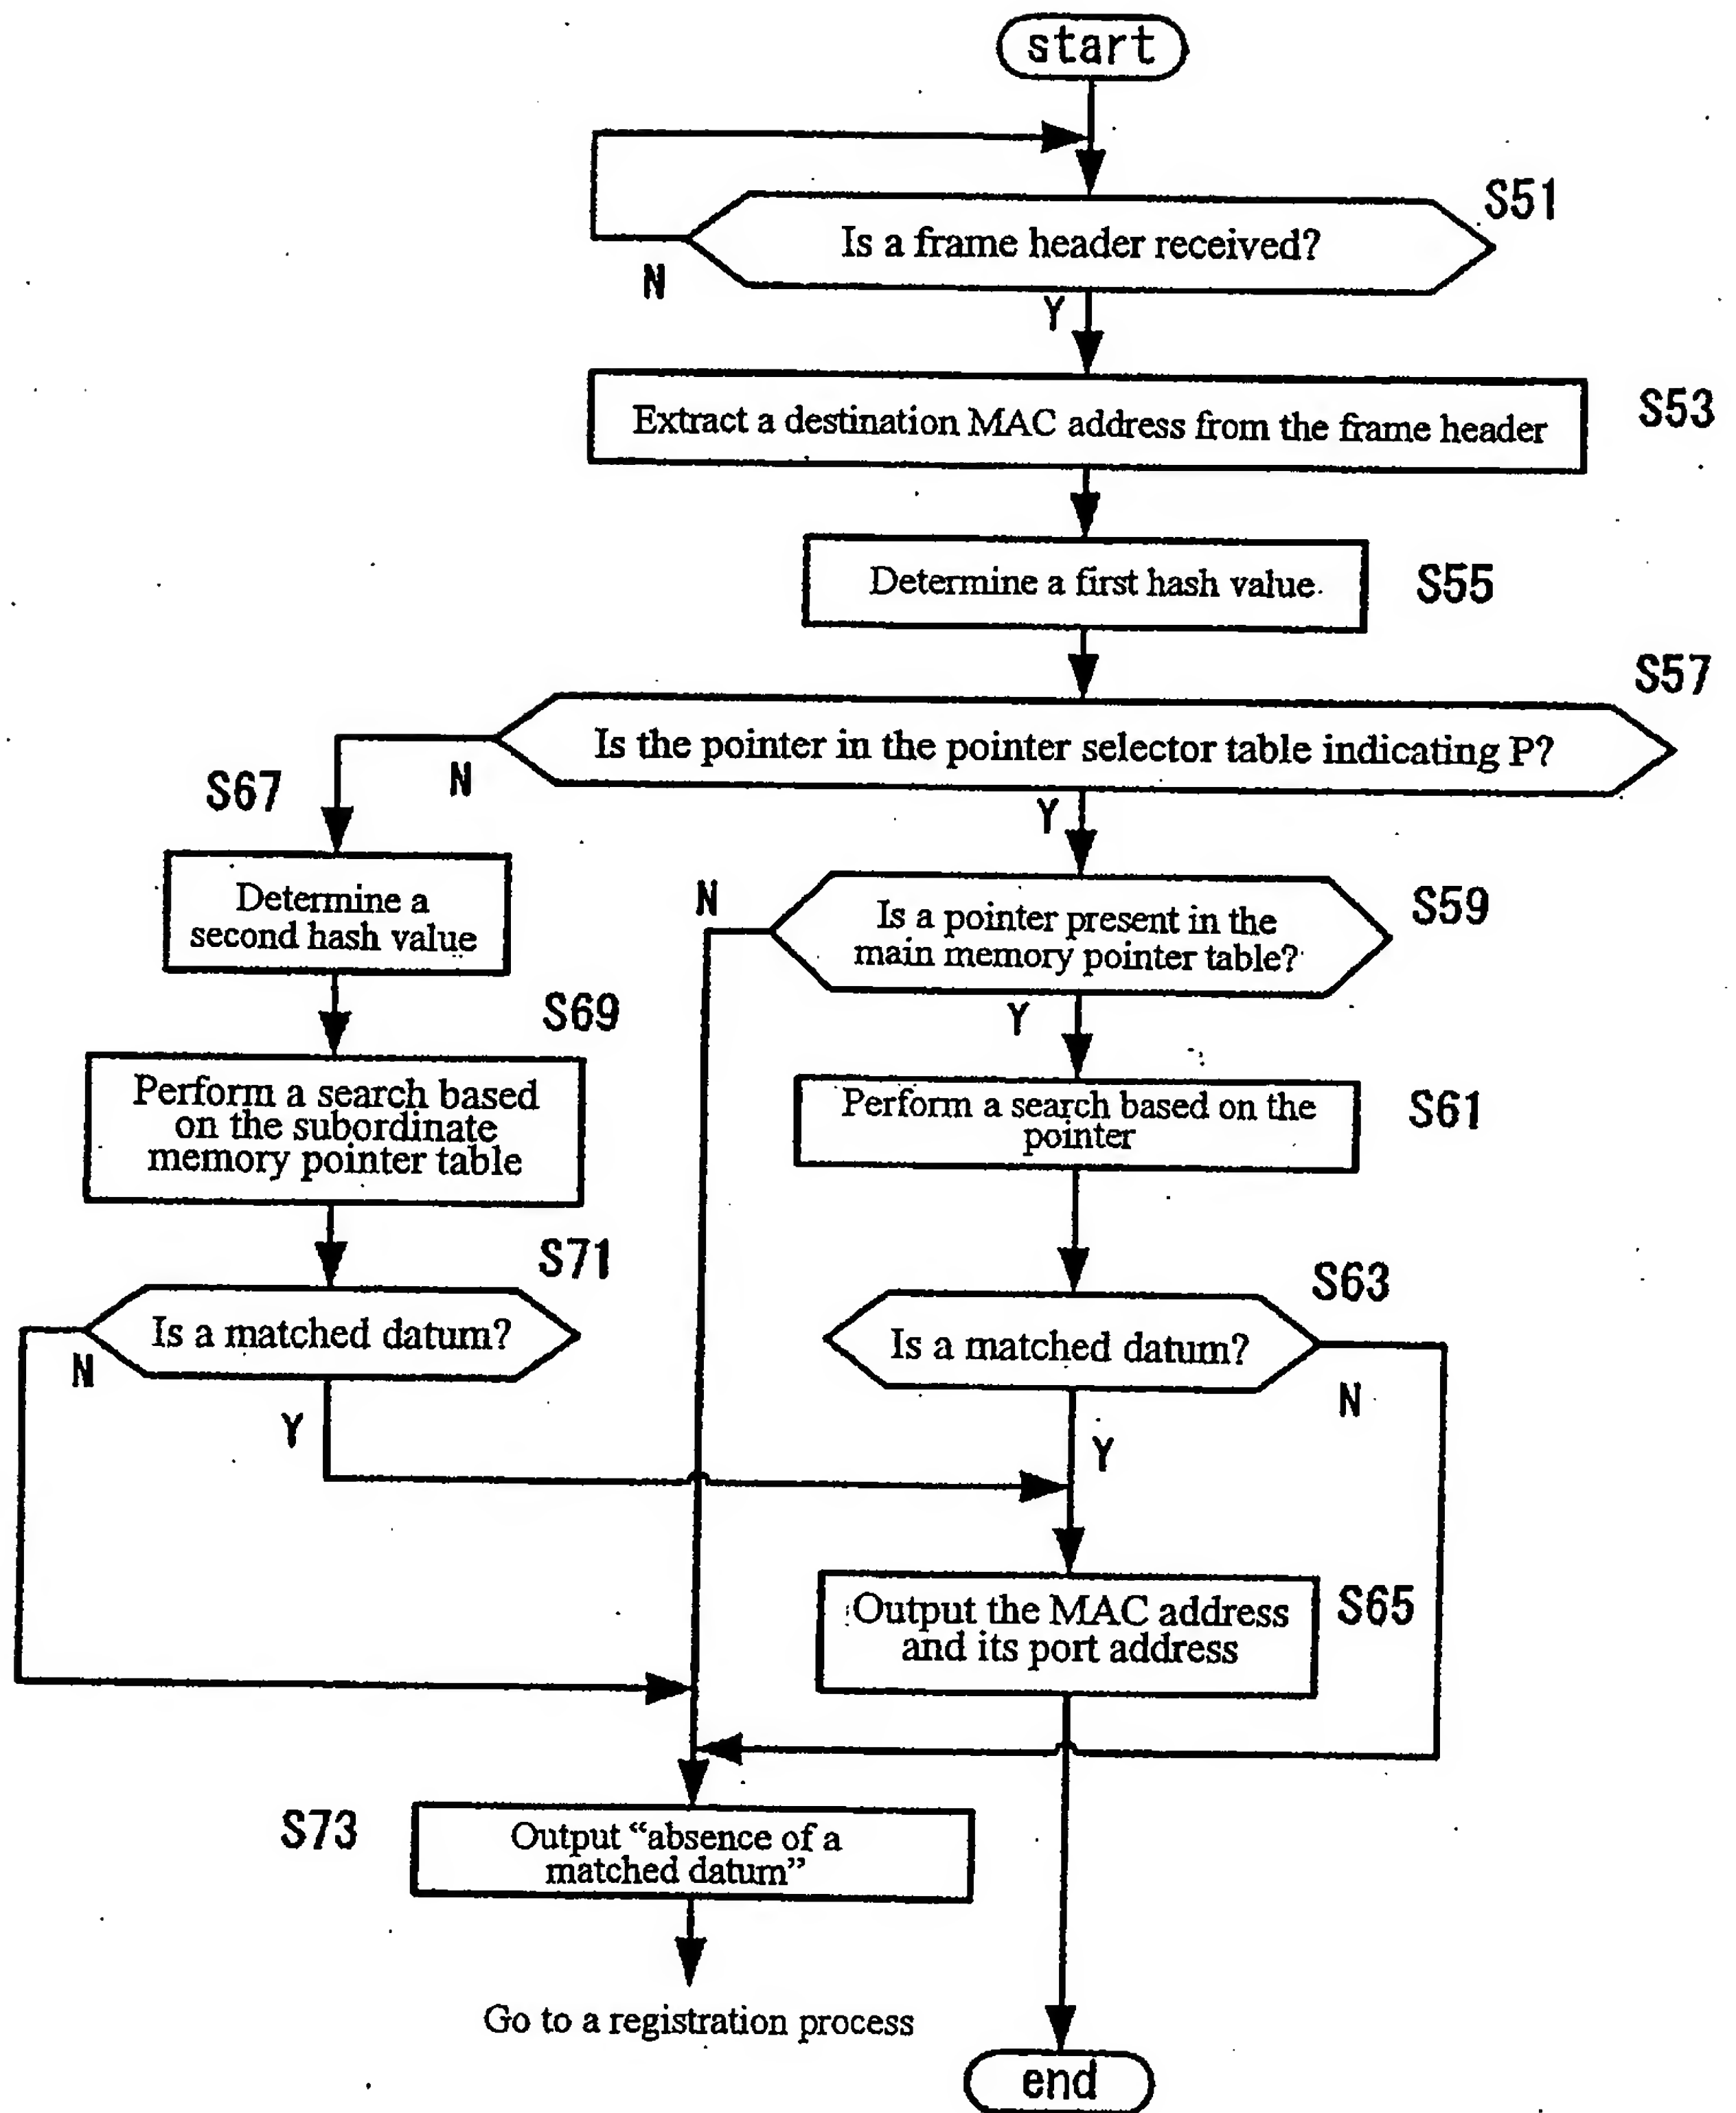 start
S51
Is a frame header received?
N
Y
Extract a destination MAC address from the frame header
S53
Determine a first hash value
S55
S57
Is the pointer in the pointer selector table indicating P?
N
Y
S67
Determine a
second hash value
N
Is a pointer present in the
main memory pointer table?
S59
Y
S69
Perform a search based
on the subordinate
memory pointer table
Perform a search based on the
pointer
S61
S71
Is a matched datum?
N
Y
S63
Is a matched datum?
N
Y
Output the MAC address
and its port address
S65
S73
Output “absence of a
matched datum”
Go to a registration process
end